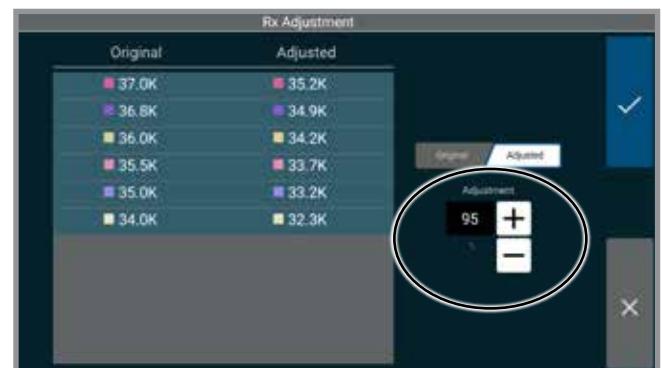 Rx Adjustment
Original Adjusted
37.0K 35.2K
36.8K 34.9K
36.0K 34.2K
35.5K 33.7K
35.0K 33.2K
34.0K 32.3K
Original Adjusted
Adjustment
95 +
%
−